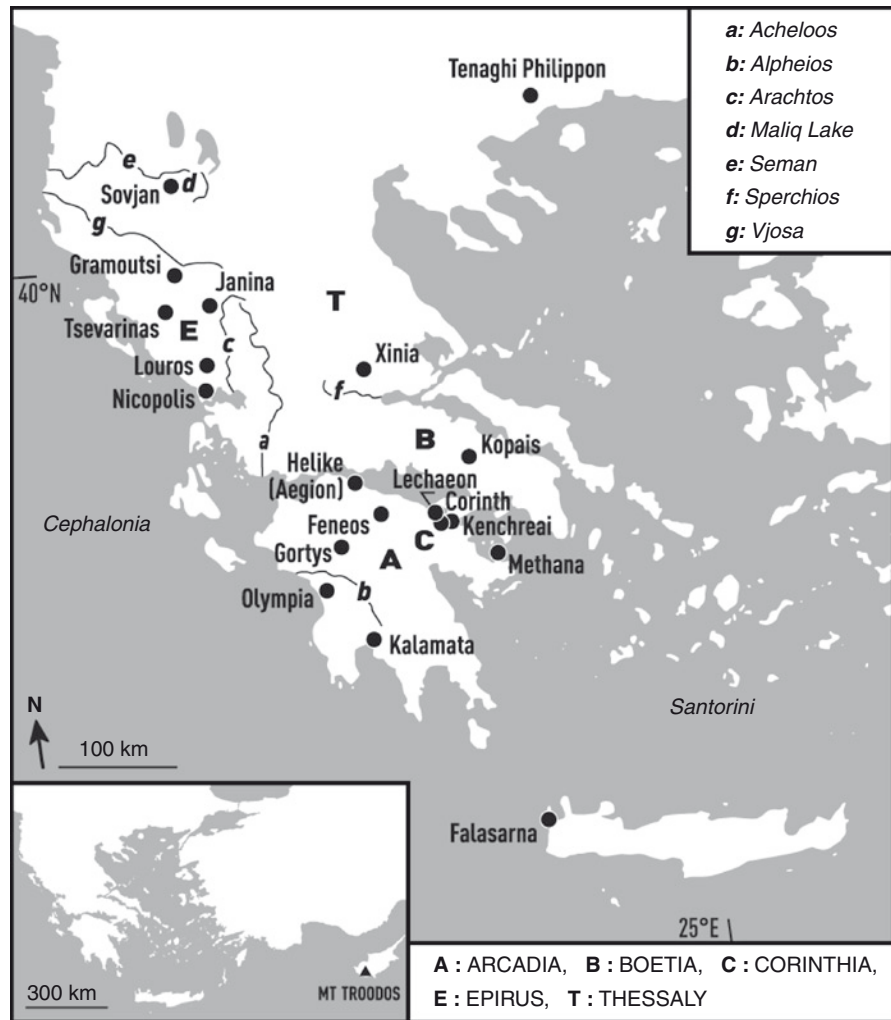 a: Acheloos
b: Alpheios
c: Arachtos
d: Maliq Lake
e: Seman
f: Sperchios
g: Vjosa
Tenaghi Philippon
e
d
Sovjan
g
Gramoutsi
40°N
Janina
T
Tsevarinas
E
c
Xinia
Louros
f
Nicopolis
a
B
Kopais
Helike
(Aegion)
Lechaeon
Corinth
Cephalonia
Feneos
Kenchreai
C
Gortys
A
Methana
Olympia
b
Kalamata
N
100 km
Santorini
Falasarna
25°E
300 km
MT TROODOS
A : ARCADIA, B : BOETIA, C : CORINTHIA,
E : EPIRUS, T : THESSALY